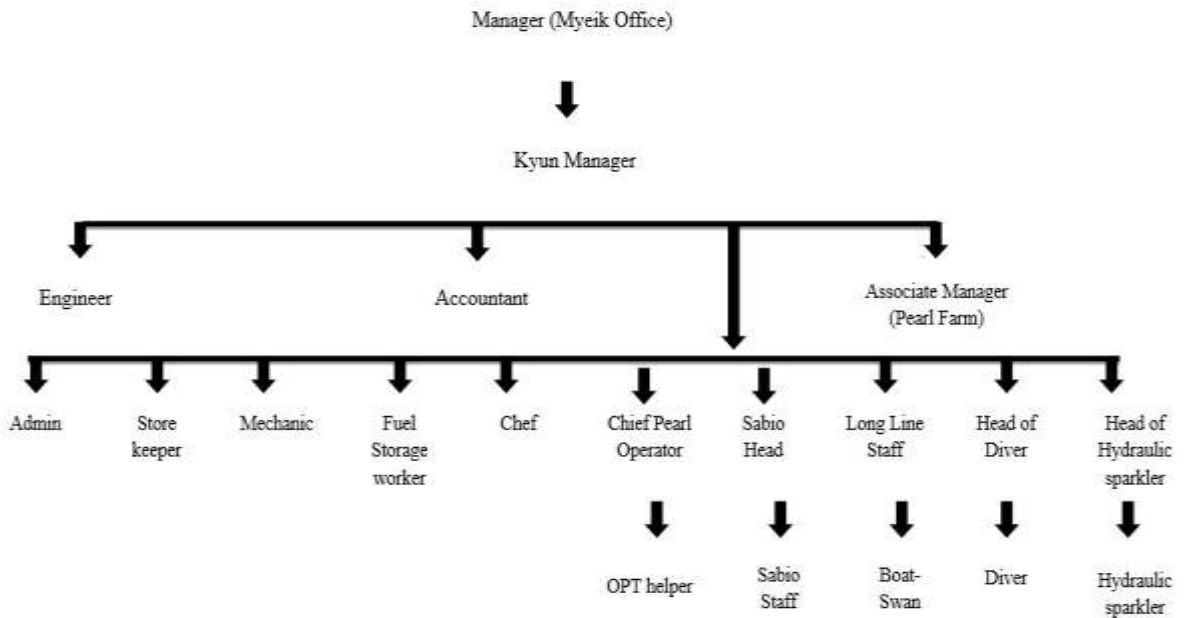 Manager (Myeik Office)
Kyun Manager
Engineer
Accountant
Associate Manager
(Pearl Farm)
Admin
Store
keeper
Mechanic
Fuel
Storage
worker
Chef
Chief Pearl
Operator
Sabio
Head
Long Line
Staff
Head of
Diver
Head of
Hydraulic
sparkler
OPT helper
Sabio
Staff
Boat-
Swan
Diver
Hydraulic
sparkler